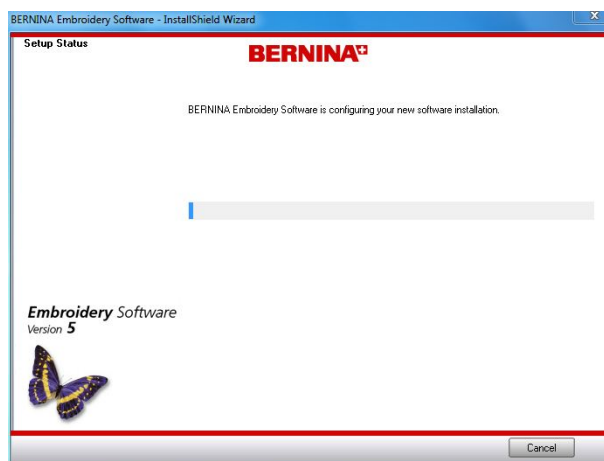 BERNINA Embroidery Software - InstallShield Wizard
Setup Status
BERNINA
BERNINA Embroidery Software is configuring your new software installation.
Embroidery Software
Version 5
Cancel